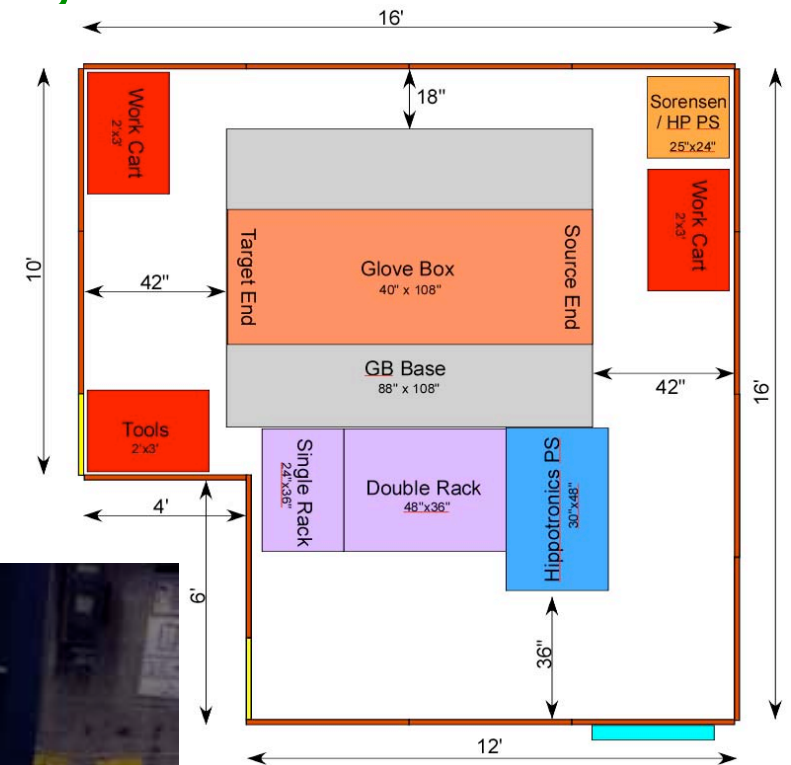 16'
18"
Work Cart
2'x3'
Sorensen
/ HP PS
25"x24"
Work Cart
2'x3'
10'
42"
Target End
Glove Box
40" x 108"
Source End
GB Base
88" x 108"
42"
16'
Tools
2'x3'
Single Rack
24"x36"
Double Rack
48"x36"
Hippotronics PS
30"x48"
4'
6'
36"
12'